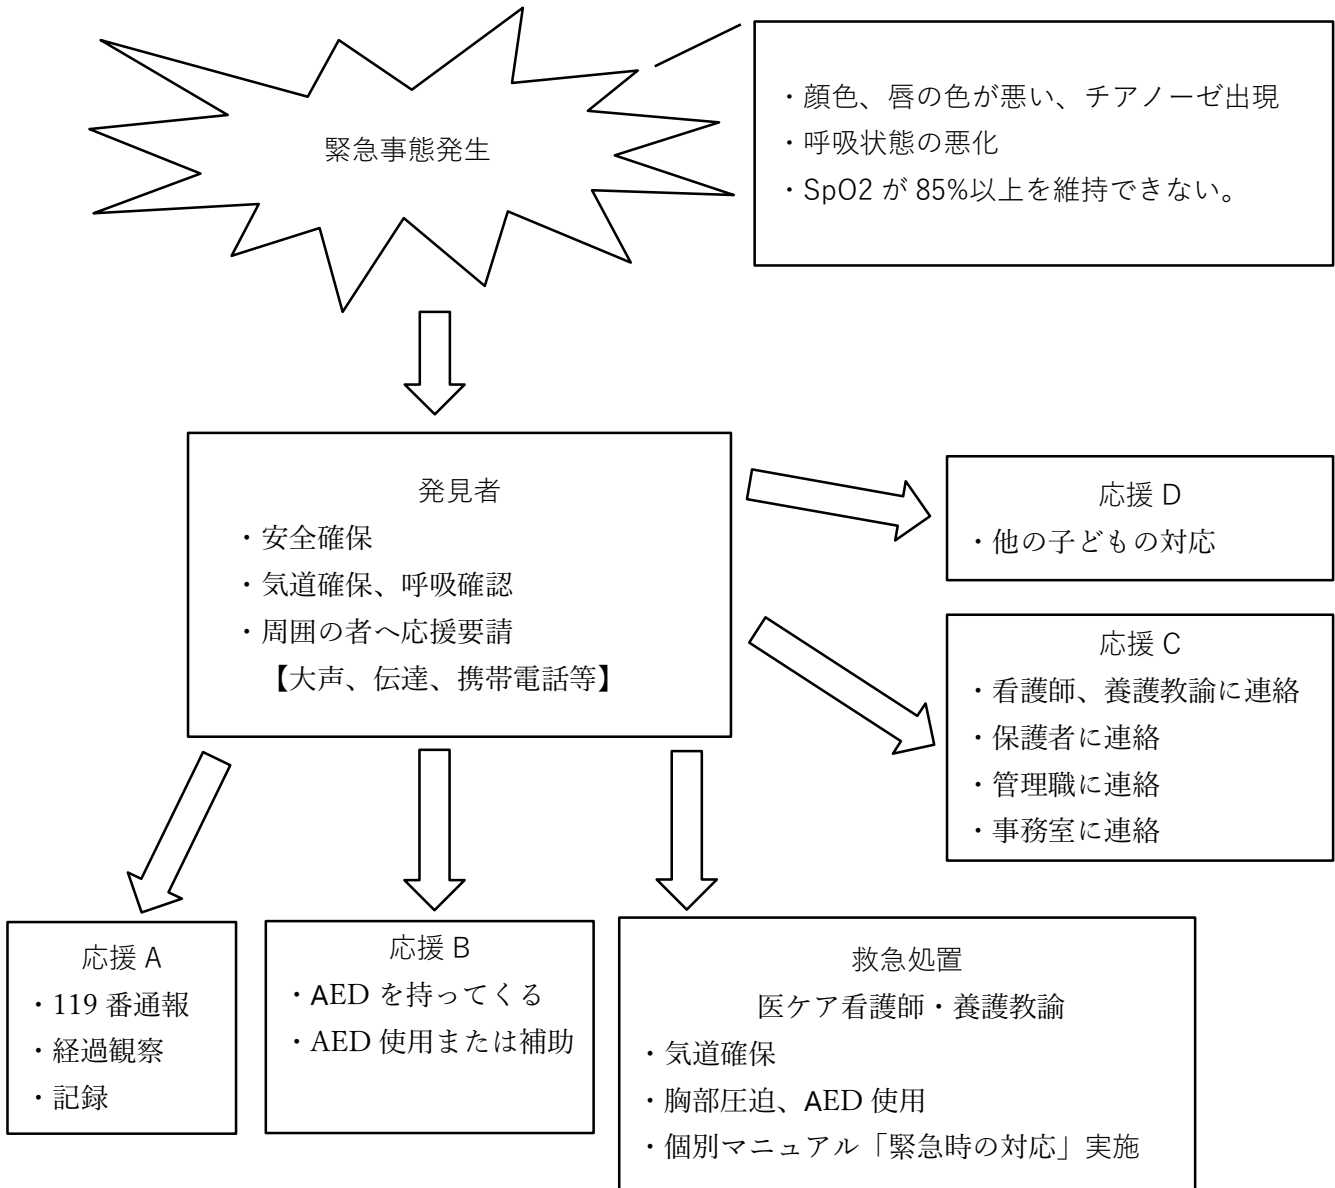 緊急事態発生
・顔色、唇の色が悪い、チアノーゼ出現
・呼吸状態の悪化
・SpO2 が 85%以上を維持できない。
発見者
・安全確保
・気道確保、呼吸確認
・周囲の者へ応援要請
【大声、伝達、携帯電話等】
応援 D
・他の子どもの対応
応援 C
・看護師、養護教諭に連絡
・保護者に連絡
・管理職に連絡
・事務室に連絡
応援 A
・119 番通報
・経過観察
・記録
応援 B
・AED を持ってくる
・AED 使用または補助
救急処置
医ケア看護師・養護教諭
・気道確保
・胸部圧迫、AED 使用
・個別マニュアル「緊急時の対応」実施